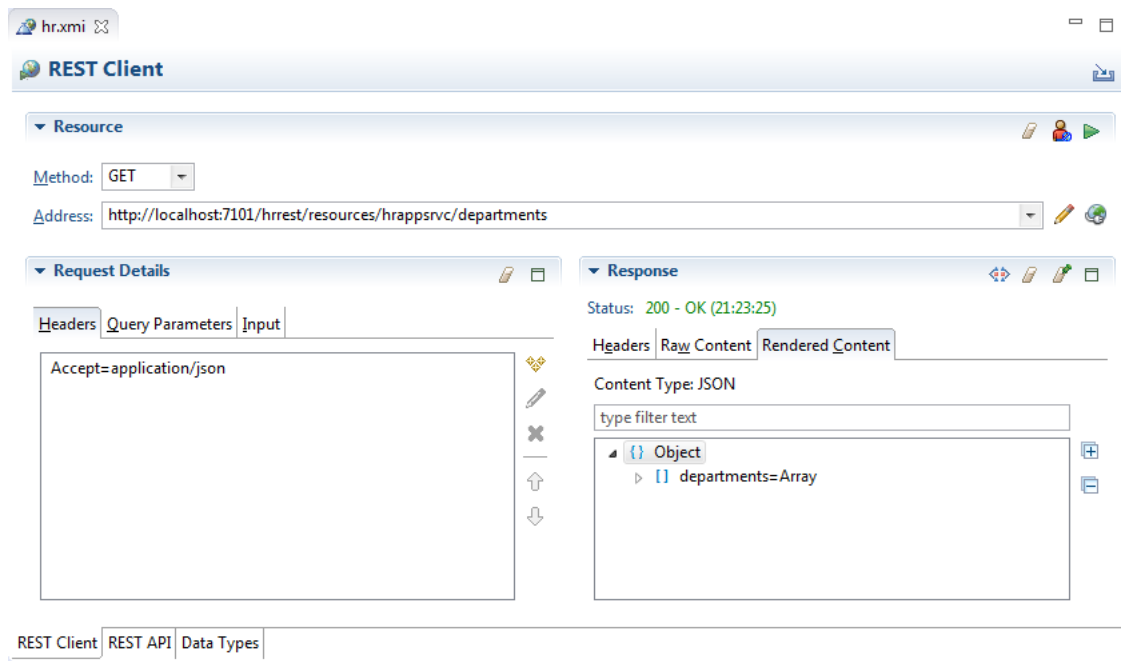 hr.xmi
REST Client
Resource
Method: GET
Address: http://localhost:7101/hrrest/resources/hrappsrvc/departments
Request Details
Headers Query Parameters Input
Accept=application/json
Response
Status: 200 - OK (21:23:25)
Headers Raw Content Rendered Content
Content Type: JSON
type filter text
{} Object
[] departments=Array
REST Client REST API Data Types